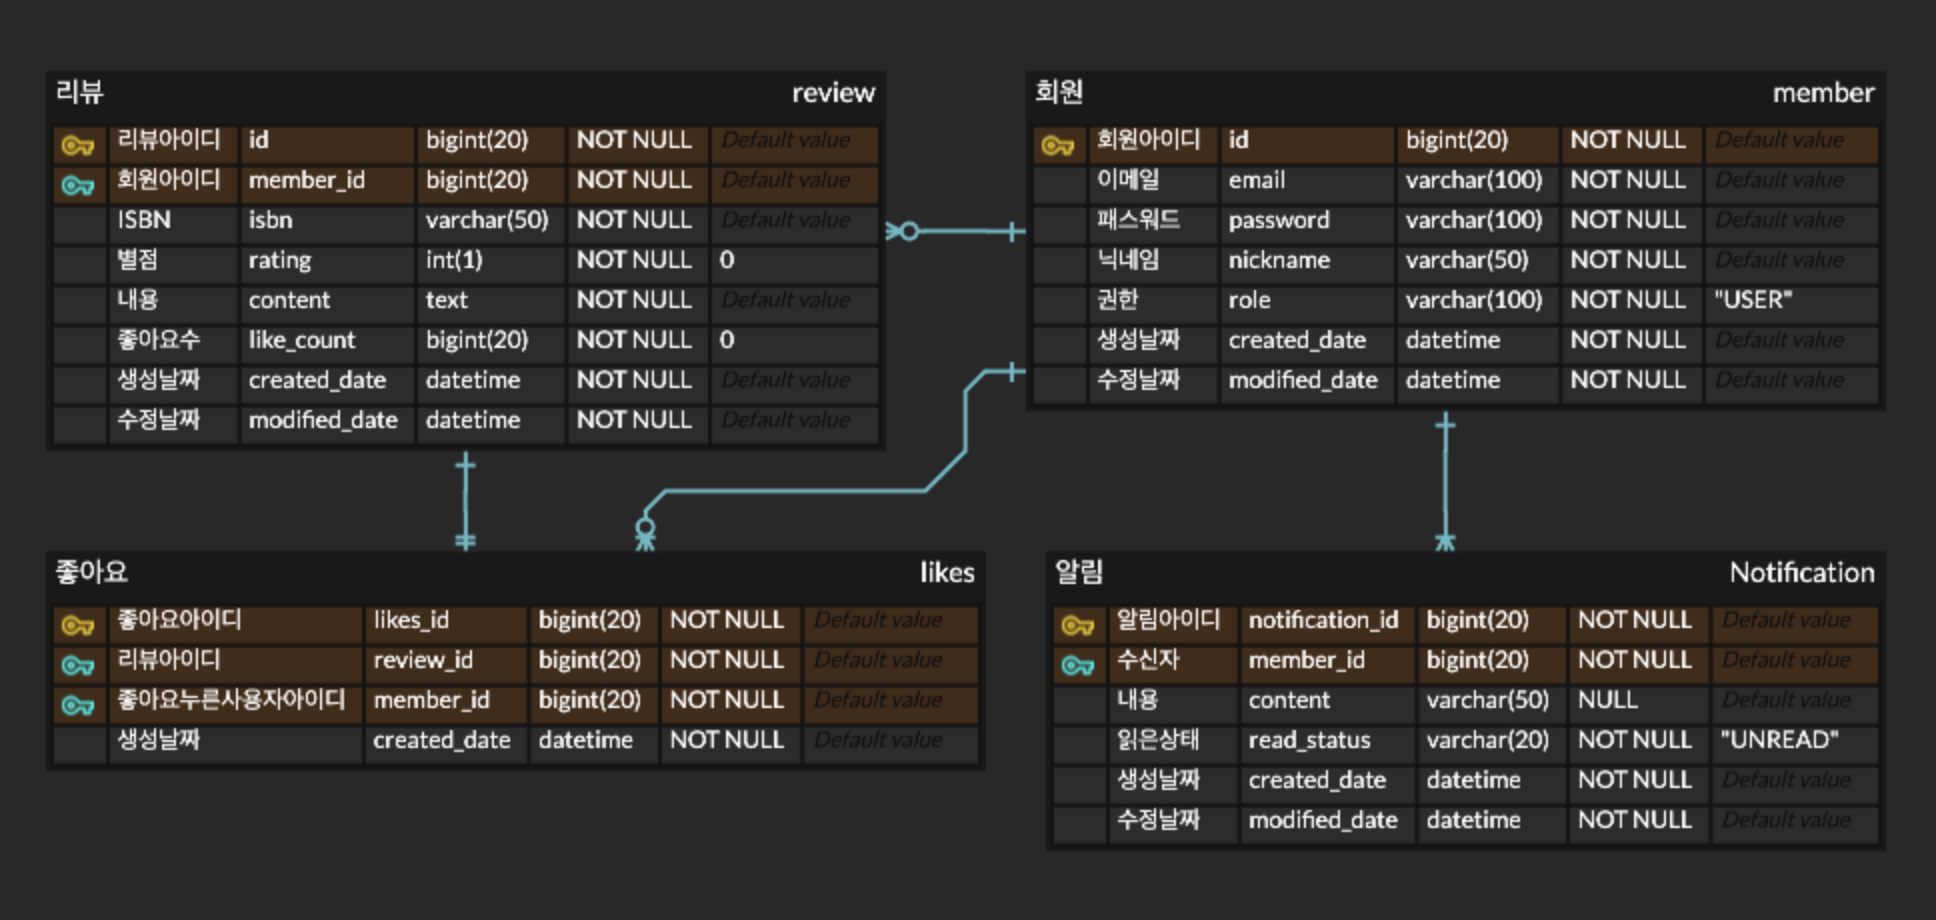 리뷰 review
리뷰아이디 id bigint(20) NOT NULL Default value
회원아이디 member_id bigint(20) NOT NULL Default value
ISBN isbn varchar(50) NOT NULL Default value
별점 rating int(1) NOT NULL 0
내용 content text NOT NULL Default value
좋아요수 like_count bigint(20) NOT NULL 0
생성날짜 created_date datetime NOT NULL Default value
수정날짜 modified_date datetime NOT NULL Default value
회원 member
회원아이디 id bigint(20) NOT NULL Default value
이메일 email varchar(100) NOT NULL Default value
패스워드 password varchar(100) NOT NULL Default value
닉네임 nickname varchar(50) NOT NULL Default value
권한 role varchar(100) NOT NULL "USER"
생성날짜 created_date datetime NOT NULL Default value
수정날짜 modified_date datetime NOT NULL Default value
좋아요 likes
좋아요아이디 likes_id bigint(20) NOT NULL Default value
리뷰아이디 review_id bigint(20) NOT NULL Default value
좋아요누른사용자아이디 member_id bigint(20) NOT NULL Default value
생성날짜 created_date datetime NOT NULL Default value
알림 Notification
알림아이디 notification_id bigint(20) NOT NULL Default value
수신자 member_id bigint(20) NOT NULL Default value
내용 content varchar(50) NULL Default value
읽은상태 read_status varchar(20) NOT NULL "UNREAD"
생성날짜 created_date datetime NOT NULL Default value
수정날짜 modified_date datetime NOT NULL Default value